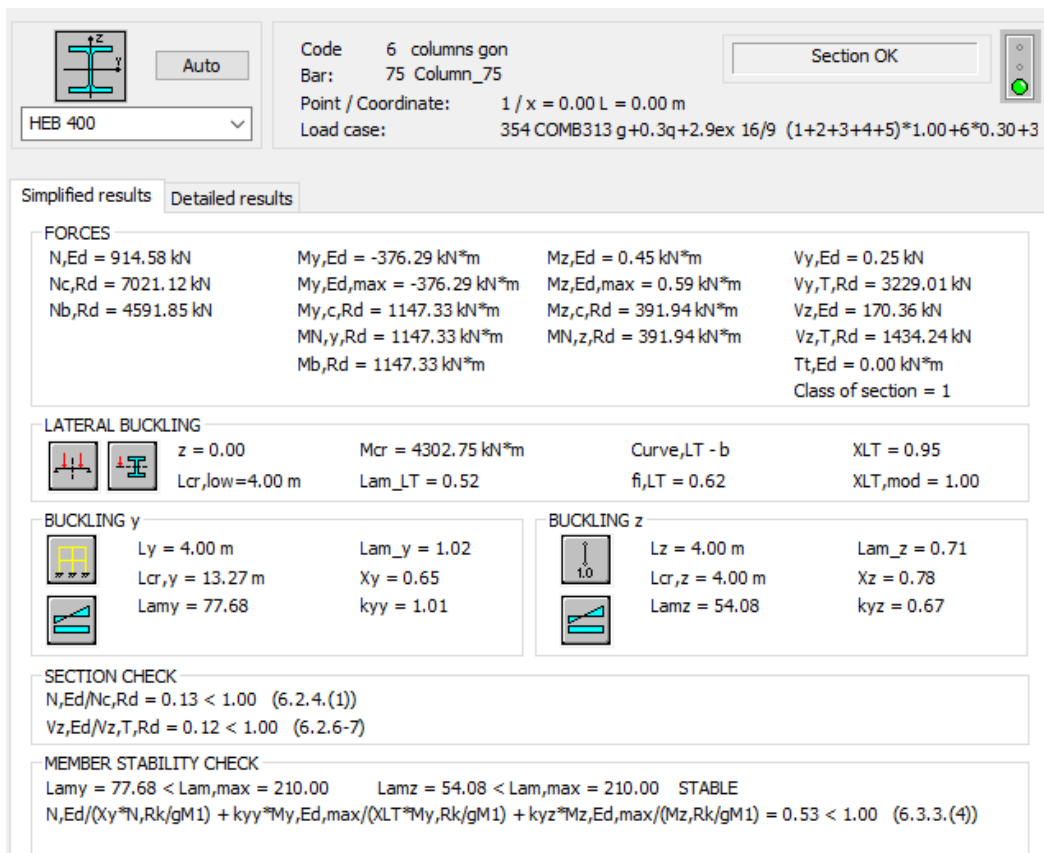 z
y
Auto
HEB 400
Code 6 columns gon
Bar: 75 Column_75
Point / Coordinate: 1 / x = 0.00 L = 0.00 m
Load case: 354 COMB313 g+0.3q+2.9ex 16/9 (1+2+3+4+5)*1.00+6*0.30+3
Section OK
Simplified results Detailed results
FORCES
N,Ed = 914.58 kN My,Ed = -376.29 kN*m Mz,Ed = 0.45 kN*m Vy,Ed = 0.25 kN
Nc,Rd = 7021.12 kN My,Ed,max = -376.29 kN*m Mz,Ed,max = 0.59 kN*m Vy,T,Rd = 3229.01 kN
Nb,Rd = 4591.85 kN My,c,Rd = 1147.33 kN*m Mz,c,Rd = 391.94 kN*m Vz,Ed = 170.36 kN
MN,y,Rd = 1147.33 kN*m MN,z,Rd = 391.94 kN*m Vz,T,Rd = 1434.24 kN
Mb,Rd = 1147.33 kN*m Tt,Ed = 0.00 kN*m
Class of section = 1
LATERAL BUCKLING
z = 0.00 Mcr = 4302.75 kN*m Curve,LT - b XLT = 0.95
Lcr,low=4.00 m Lam_LT = 0.52 fi,LT = 0.62 XLT,mod = 1.00
BUCKLING y
Ly = 4.00 m Lam_y = 1.02
Lcr,y = 13.27 m Xy = 0.65
Lamy = 77.68 kyy = 1.01
BUCKLING z
1.0
Lz = 4.00 m Lam_z = 0.71
Lcr,z = 4.00 m Xz = 0.78
Lamz = 54.08 kyz = 0.67
SECTION CHECK
N,Ed/Nc,Rd = 0.13 < 1.00 (6.2.4.(1))
Vz,Ed/Vz,T,Rd = 0.12 < 1.00 (6.2.6-7)
MEMBER STABILITY CHECK
Lamy = 77.68 < Lam,max = 210.00 Lamz = 54.08 < Lam,max = 210.00 STABLE
N,Ed/(Xy*N,Rk/gM1) + kyy*My,Ed,max/(XLT*My,Rk/gM1) + kyz*Mz,Ed,max/(Mz,Rk/gM1) = 0.53 < 1.00 (6.3.3.(4))